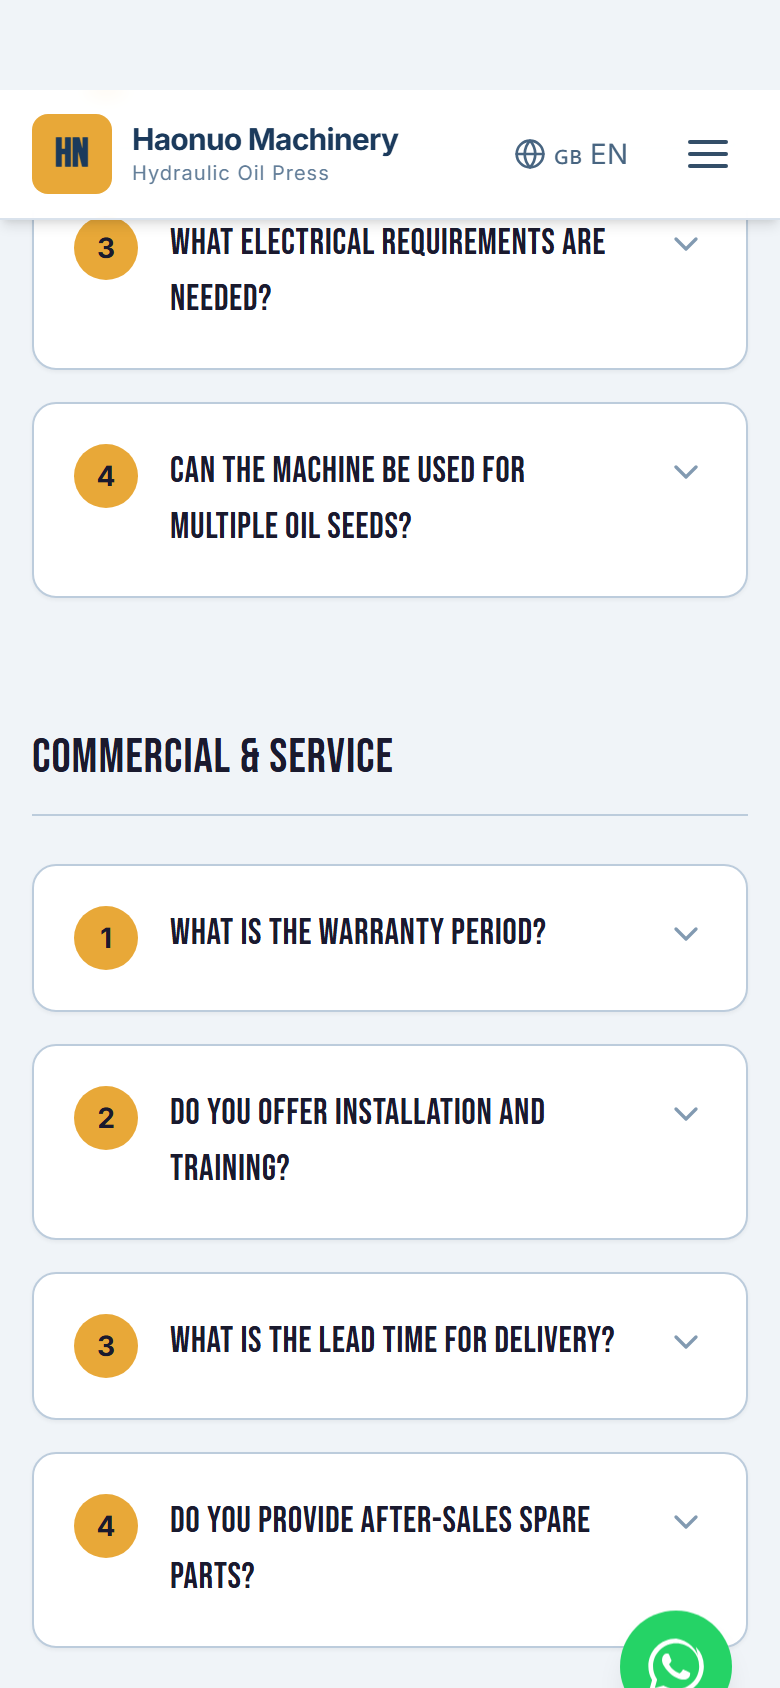 HN
Haonuo Machinery
Hydraulic Oil Press
GB EN
3
WHAT ELECTRICAL REQUIREMENTS ARE
NEEDED?
4
CAN THE MACHINE BE USED FOR
MULTIPLE OIL SEEDS?
COMMERCIAL & SERVICE
1
WHAT IS THE WARRANTY PERIOD?
2
DO YOU OFFER INSTALLATION AND
TRAINING?
3
WHAT IS THE LEAD TIME FOR DELIVERY?
4
DO YOU PROVIDE AFTER-SALES SPARE
PARTS?